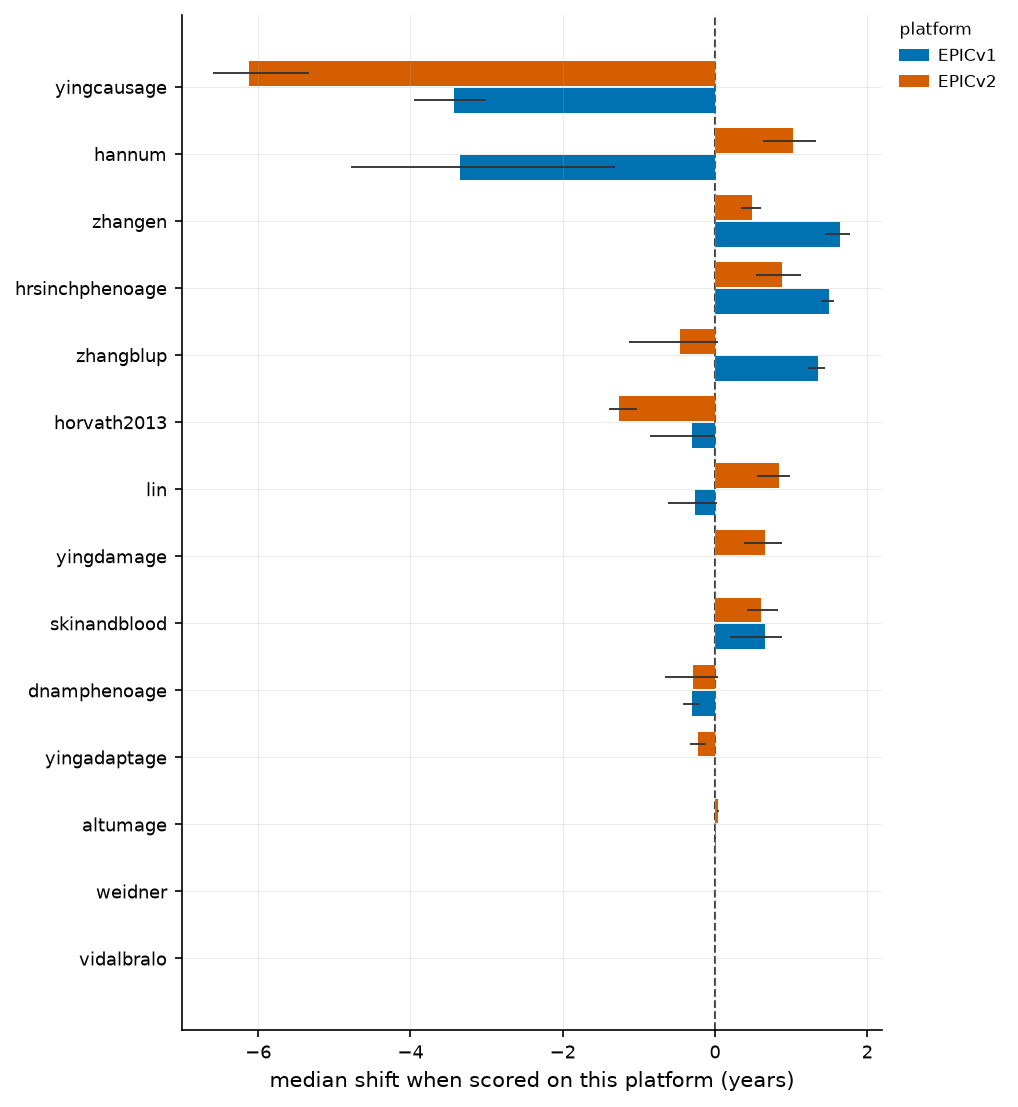 platform
EPICv1
EPICv2
yingcausage
hannum
zhangen
hrsinchphenoage
zhangblup
horvath2013
lin
yingdamage
skinandblood
dnamphenoage
yingadaptage
altumage
weidner
vidalbralo
−6 −4 −2 0 2
median shift when scored on this platform (years)